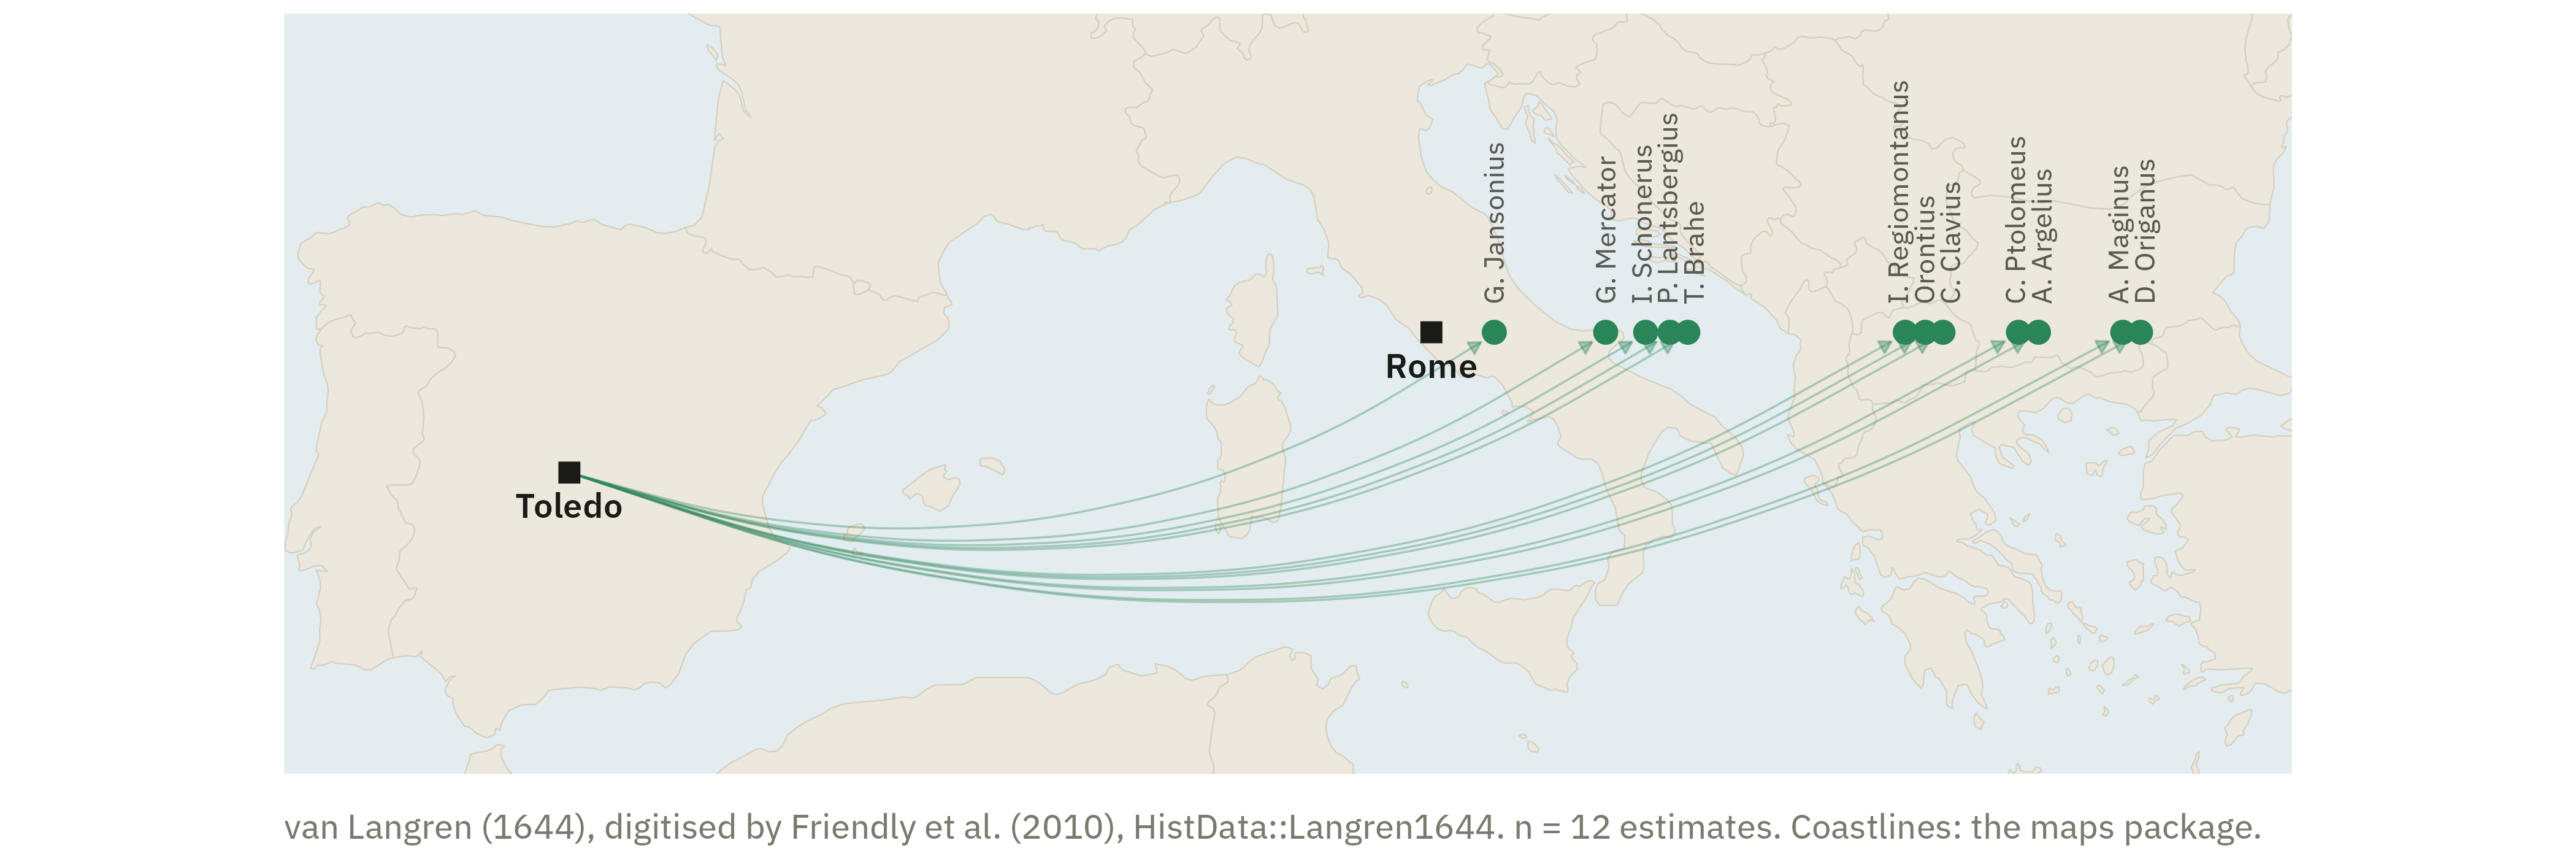 G. Jansonius
G. Mercator
I. Schonerus
P. Lantsbergius
T. Brahe
I. Regiomontanus
Orontius
C. Clavius
C. Ptolomeus
A. Argelius
A. Maginus
D. Origanus
Rome
Toledo
van Langren (1644), digitised by Friendly et al. (2010), HistData::Langren1644. n = 12 estimates. Coastlines: the maps package.